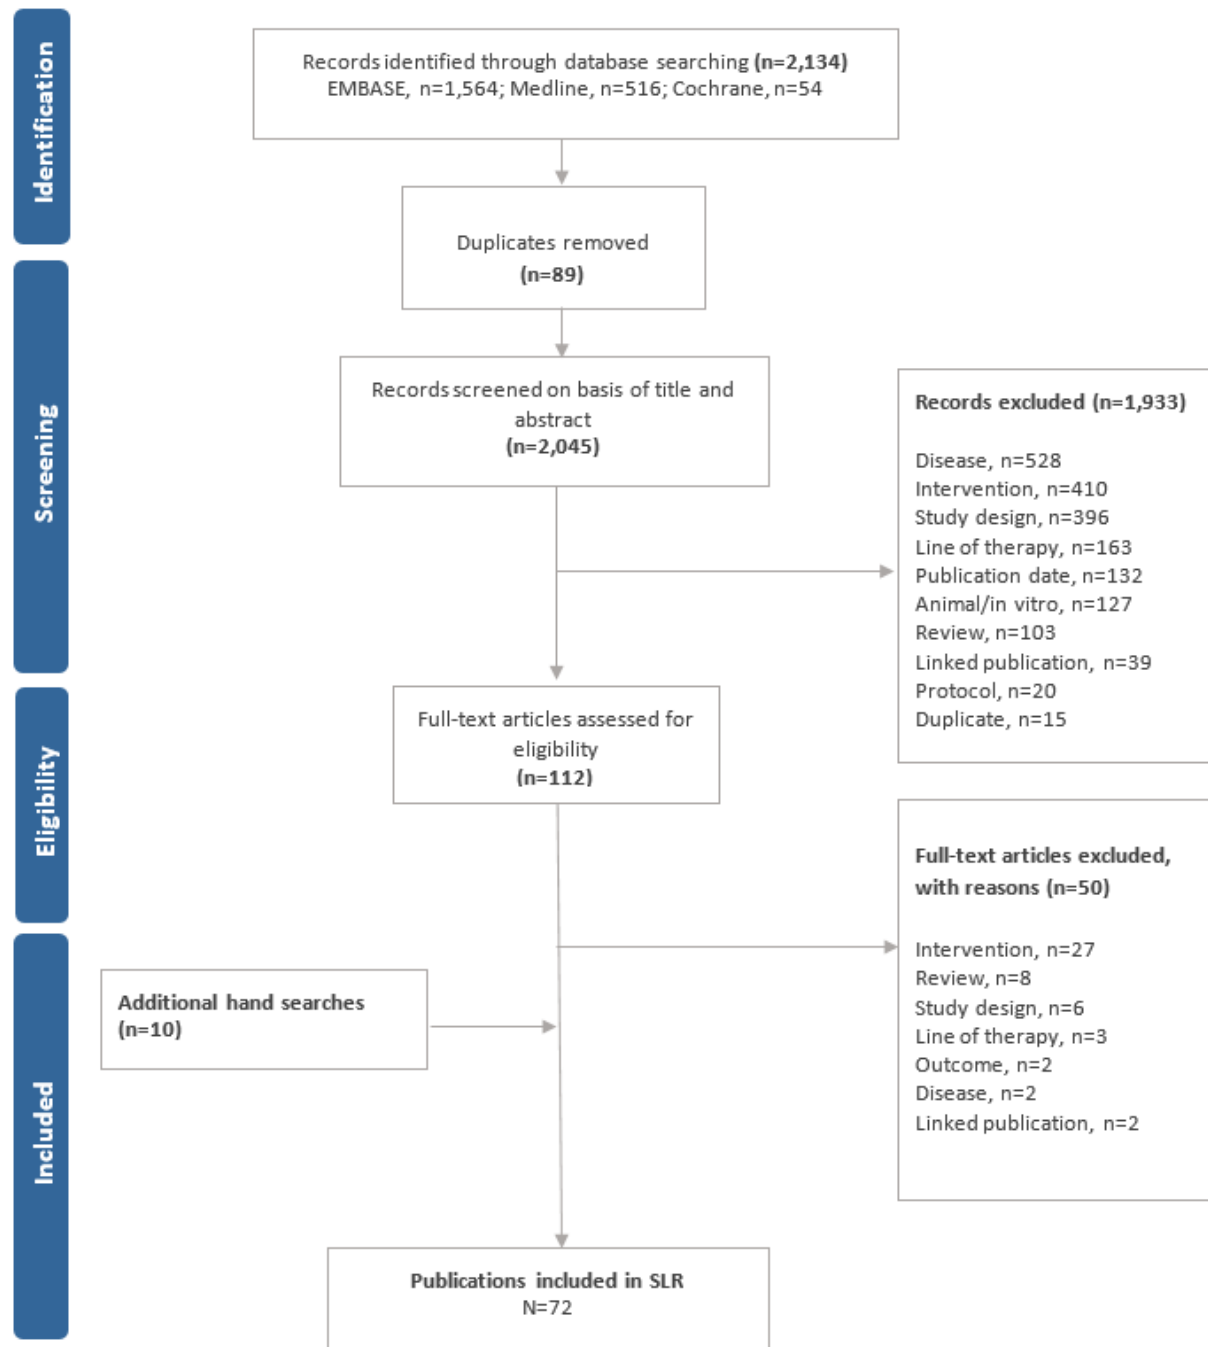 Identification
Records identified through database searching (n=2,134)
EMBASE, n=1,564; Medline, n=516; Cochrane, n=54
Duplicates removed
(n=89)
Screening
Records screened on basis of title and
abstract
(n=2,045)
Records excluded (n=1,933)
Disease, n=528
Intervention, n=410
Study design, n=396
Line of therapy, n=163
Publication date, n=132
Animal/in vitro, n=127
Review, n=103
Linked publication, n=39
Protocol, n=20
Duplicate, n=15
Eligibility
Full-text articles assessed for
eligibility
(n=112)
Full-text articles excluded,
with reasons (n=50)
Intervention, n=27
Review, n=8
Study design, n=6
Line of therapy, n=3
Outcome, n=2
Disease, n=2
Linked publication, n=2
Included
Additional hand searches
(n=10)
Publications included in SLR
N=72